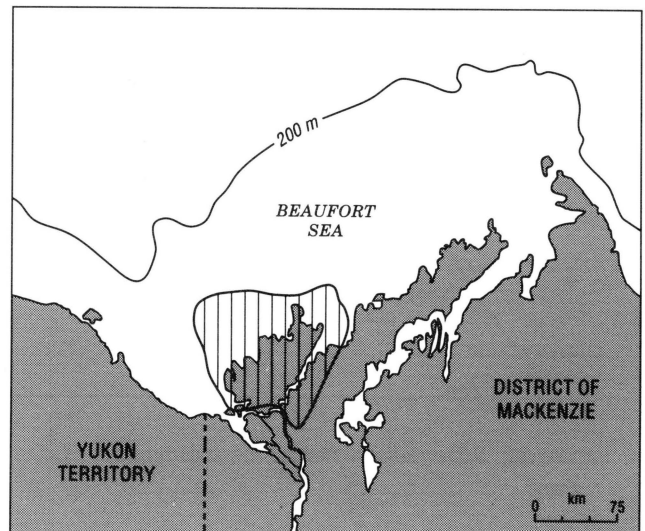 200 m
BEAUFORT
SEA
DISTRICT OF
MACKENZIE
YUKON
TERRITORY
km
0 75